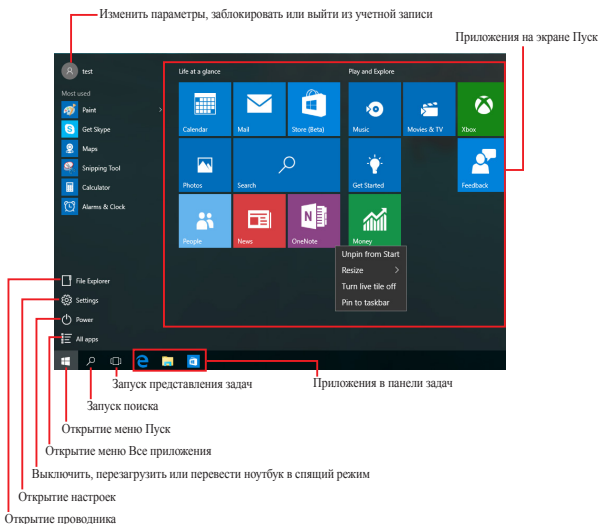 Изменить параметры, заблокировать или выйти из учетной записи
Приложения на экране Пуск
test
Life at a glance
Play and Explore
Most used
Paint
Get Skype
Maps
Snipping Tool
Calculator
Alarms & Clock
Calendar
Mail
Store (Beta)
Music
Movies & TV
Xbox
Photos
Search
Get Started
Feedback
People
News
OneNote
Money
Unpin from Start
Resize
Turn live tile off
Pin to taskbar
File Explorer
Settings
Power
All apps
Запуск представления задач
Приложения в панели задач
Запуск поиска
Открытие меню Пуск
Открытие меню Все приложения
Выключить, перезагрузить или перевести ноутбук в спящий режим
Открытие настроек
Открытие проводника